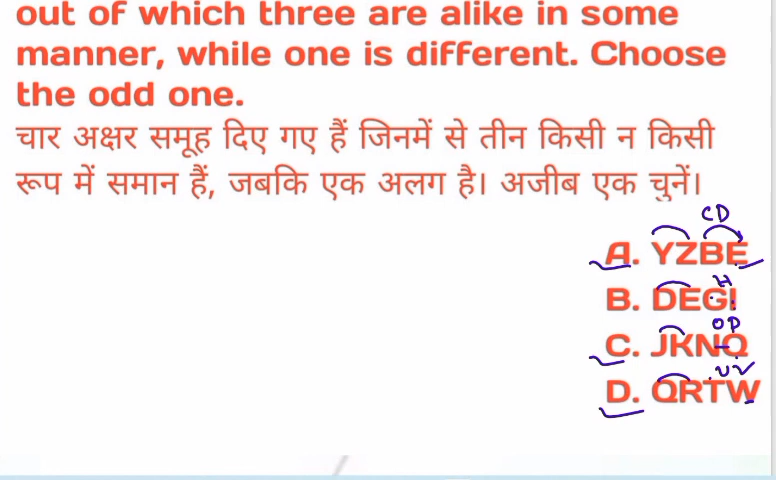 out of which three are alike in some
manner, while one is different. Choose
the odd one.
चार अक्षर समूह दिए गए हैं जिनमें से तीन किसी न किसी
रूप में समान हैं, जबकि एक अलग है। अजीब एक चुनें।
CD
A. YZBE
H
B. DEGI
OP
C. JKNQ
UV
D. QRTW